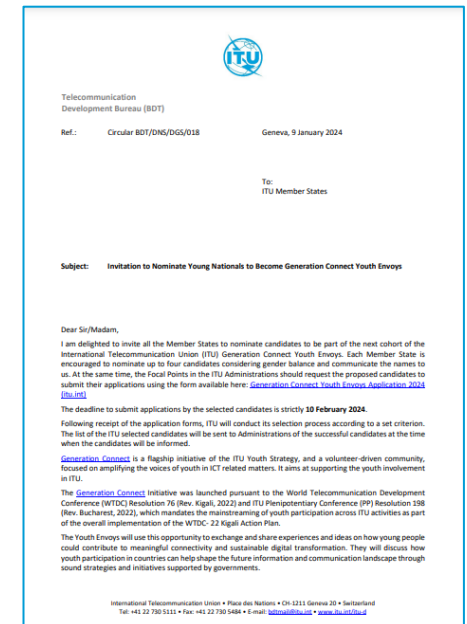 ITU
Telecommunication
Development Bureau (BDT)
Ref.: Circular BDT/DNS/DGS/018 Geneva, 9 January 2024
To:
ITU Member States
Subject: Invitation to Nominate Young Nationals to Become Generation Connect Youth Envoys
Dear Sir/Madam,
I am delighted to invite all the Member States to nominate candidates to be part of the next cohort of the
International Telecommunication Union (ITU) Generation Connect Youth Envoys. Each Member State is
encouraged to nominate up to four candidates considering gender balance and communicate the names to
us. At the same time, the Focal Points in the ITU Administrations should request the proposed candidates to
submit their applications using the form available here: Generation Connect Youth Envoys Application 2024
(itu.int)
The deadline to submit applications by the selected candidates is strictly 10 February 2024.
Following receipt of the application forms, ITU will conduct its selection process according to a set criterion.
The list of the ITU selected candidates will be sent to Administrations of the successful candidates at the time
when the candidates will be informed.
Generation Connect is a flagship initiative of the ITU Youth Strategy, and a volunteer-driven community,
focused on amplifying the voices of youth in ICT related matters. It aims at supporting the youth involvement
in ITU.
The Generation Connect Initiative was launched pursuant to the World Telecommunication Development
Conference (WTDC) Resolution 76 (Rev. Kigali, 2022) and ITU Plenipotentiary Conference (PP) Resolution 198
(Rev. Bucharest, 2022), which mandates the mainstreaming of youth participation across ITU activities as part
of the overall implementation of the WTDC- 22 Kigali Action Plan.
The Youth Envoys will use this opportunity to exchange and share experiences and ideas on how young people
could contribute to meaningful connectivity and sustainable digital transformation. They will discuss how
youth participation in countries can help shape the future information and communication landscape through
sound strategies and initiatives supported by governments.
International Telecommunication Union • Place des Nations • CH-1211 Geneva 20 • Switzerland
Tel: +41 22 730 5111 • Fax: +41 22 730 5484 • E-mail: bdtmail@itu.int • www.itu.int/itu-d